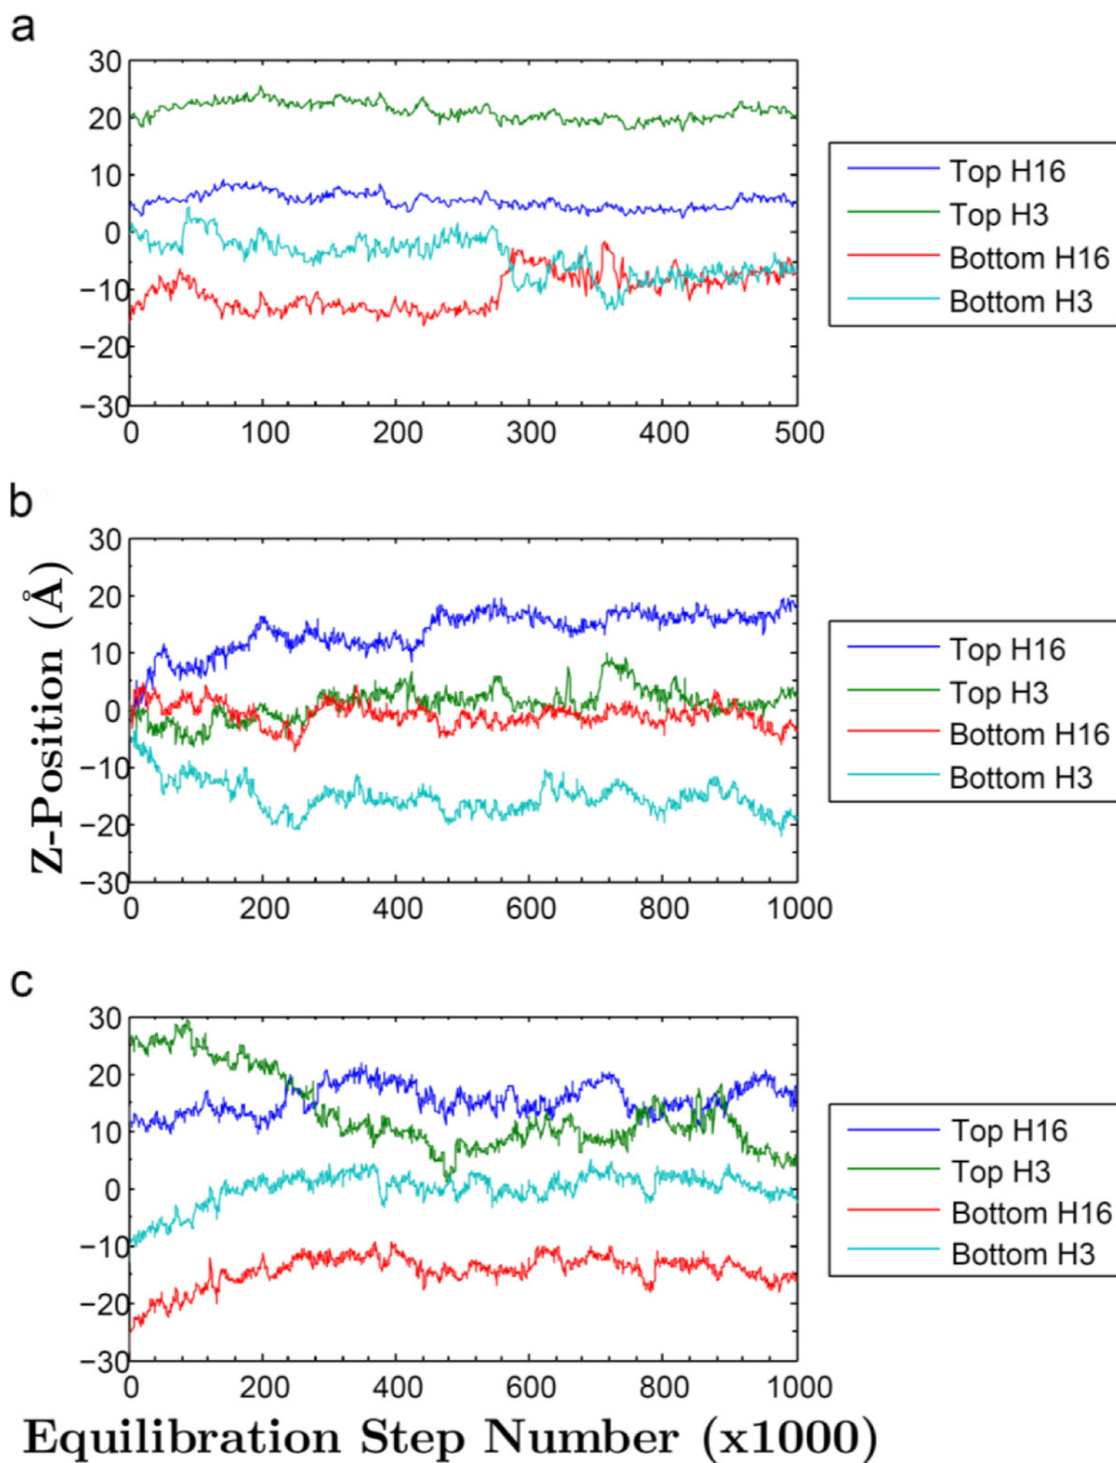 a
30
20
10
0
−10
−20
−30
0 100 200 300 400 500
Top H16
Top H3
Bottom H16
Bottom H3
b
30
20
10
0
−10
−20
−30
0 200 400 600 800 1000
Top H16
Top H3
Bottom H16
Bottom H3
Z-Position (Å)
c
30
20
10
0
−10
−20
−30
0 200 400 600 800 1000
Top H16
Top H3
Bottom H16
Bottom H3
Equilibration Step Number (x1000)